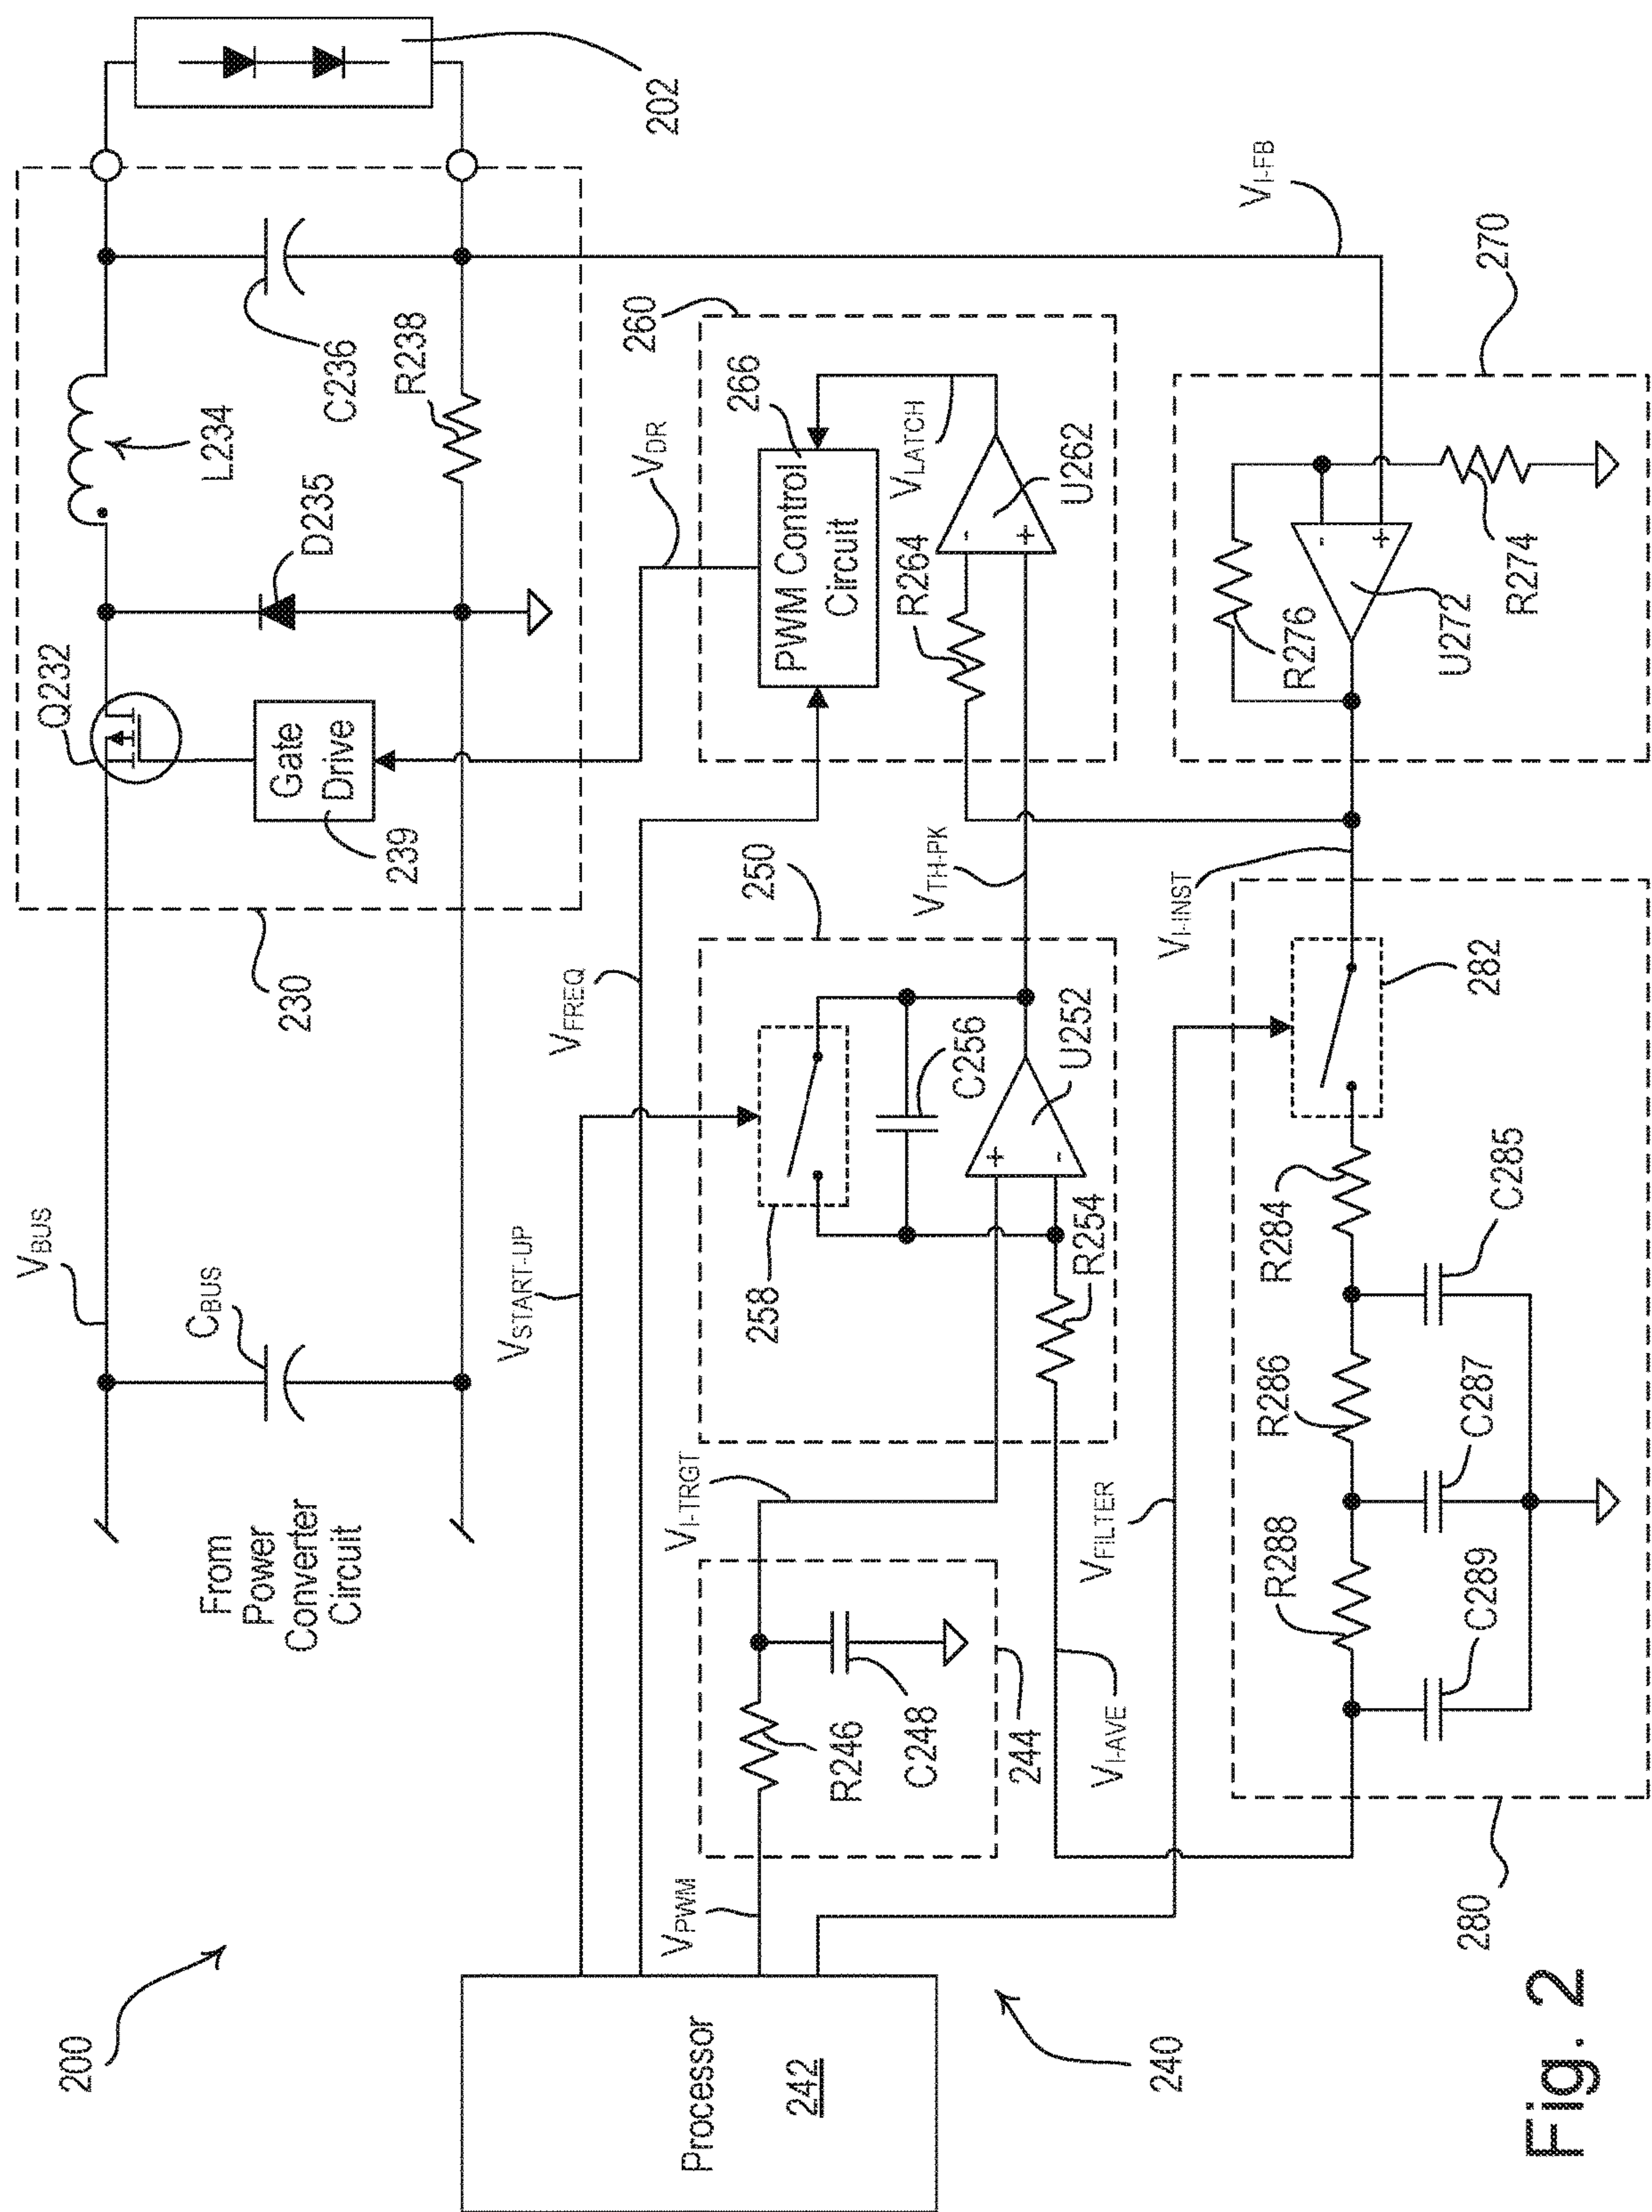 200
V_BUS
C_BUS
From
Power
Converter
Circuit
230
Q232
Gate
Drive
239
D235
L234
C236
R238
202
Processor
242
240
V_START-UP
V_FREQ
V_PWM
R246
C248
244
V_I-TRGT
250
258
C256
U252
R254
V_TH-PK
V_I-AVE
V_FILTER
V_DR
260
266
PWM Control
Circuit
V_LATCH
R264
-
+
U262
+
-
V_I-FB
270
R276
-
+
U272
R274
V_I-INST
282
R284
C285
R286
C287
R288
C289
280
Fig. 2